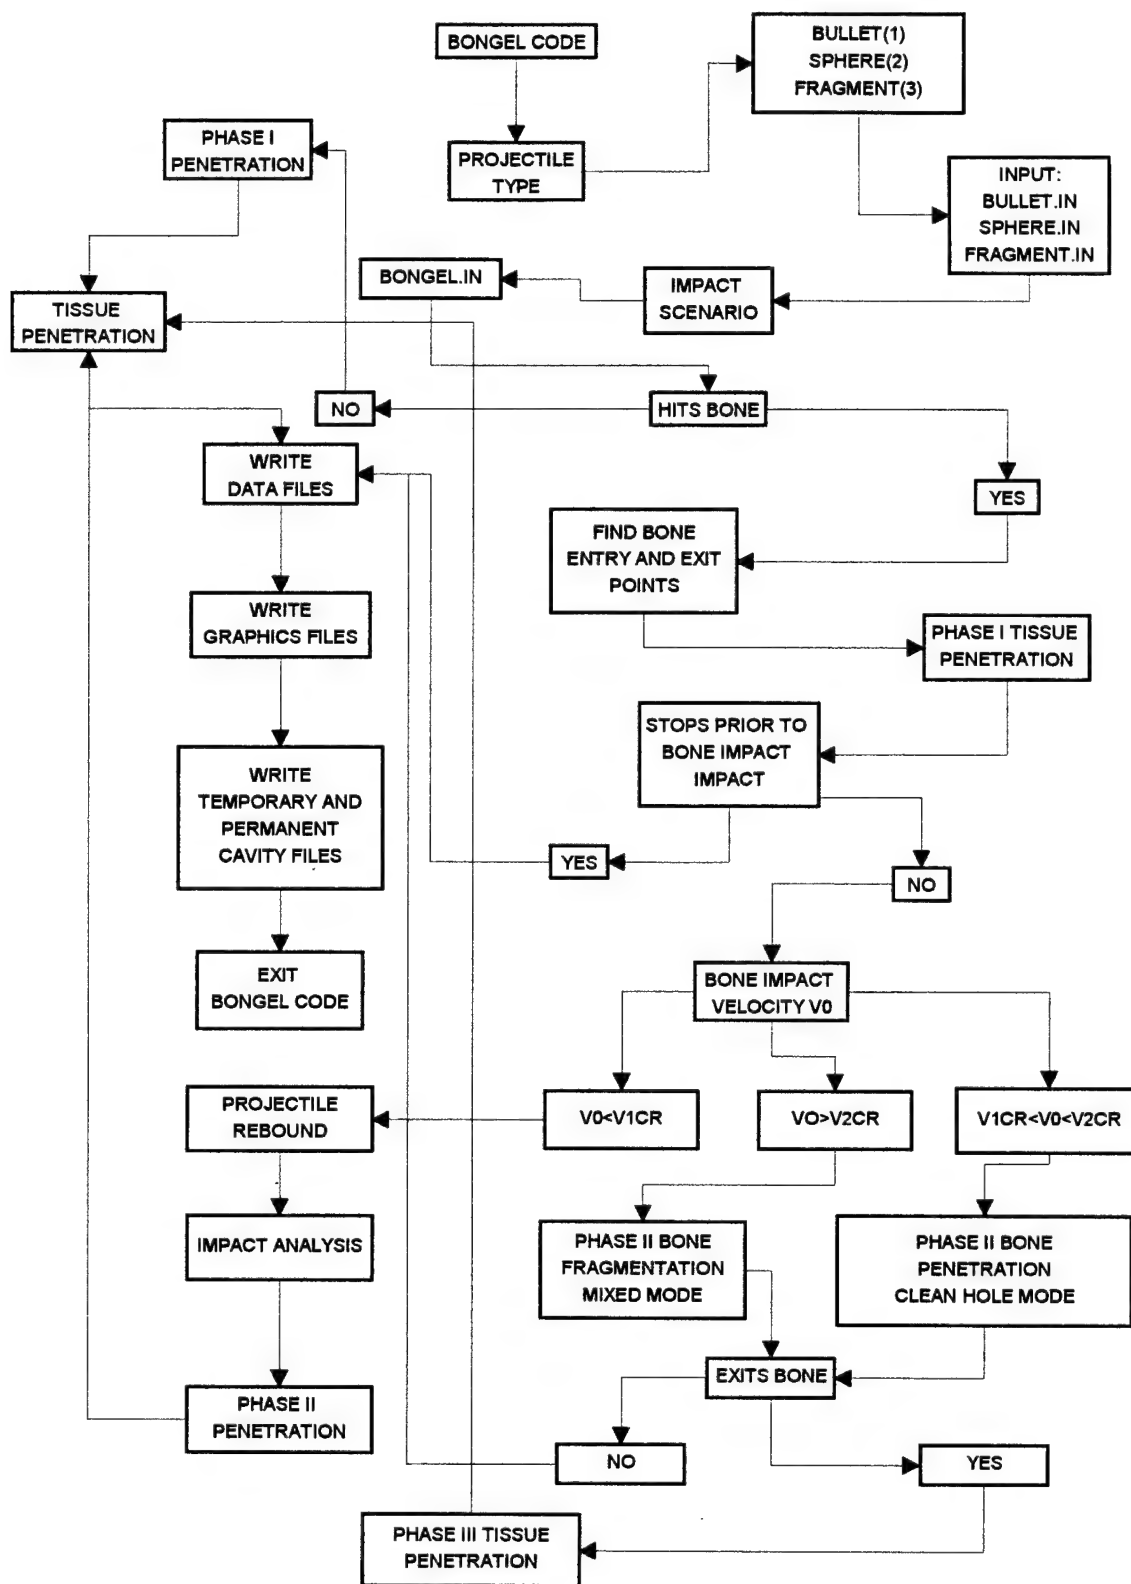 BONGEL CODE
BULLET(1)
SPHERE(2)
FRAGMENT(3)
PHASE I
PENETRATION
PROJECTILE
TYPE
INPUT:
BULLET.IN
SPHERE.IN
FRAGMENT.IN
BONGEL.IN
IMPACT
SCENARIO
TISSUE
PENETRATION
NO
HITS BONE
WRITE
DATA FILES
YES
FIND BONE
ENTRY AND EXIT
POINTS
WRITE
GRAPHICS FILES
PHASE I TISSUE
PENETRATION
STOPS PRIOR TO
BONE IMPACT
IMPACT
WRITE
TEMPORARY AND
PERMANENT
CAVITY FILES
YES
NO
EXIT
BONGEL CODE
BONE IMPACT
VELOCITY V0
PROJECTILE
REBOUND
V0<V1CR
VO>V2CR
V1CR<V0<V2CR
IMPACT ANALYSIS
PHASE II BONE
FRAGMENTATION
MIXED MODE
PHASE II BONE
PENETRATION
CLEAN HOLE MODE
EXITS BONE
PHASE II
PENETRATION
NO
YES
PHASE III TISSUE
PENETRATION